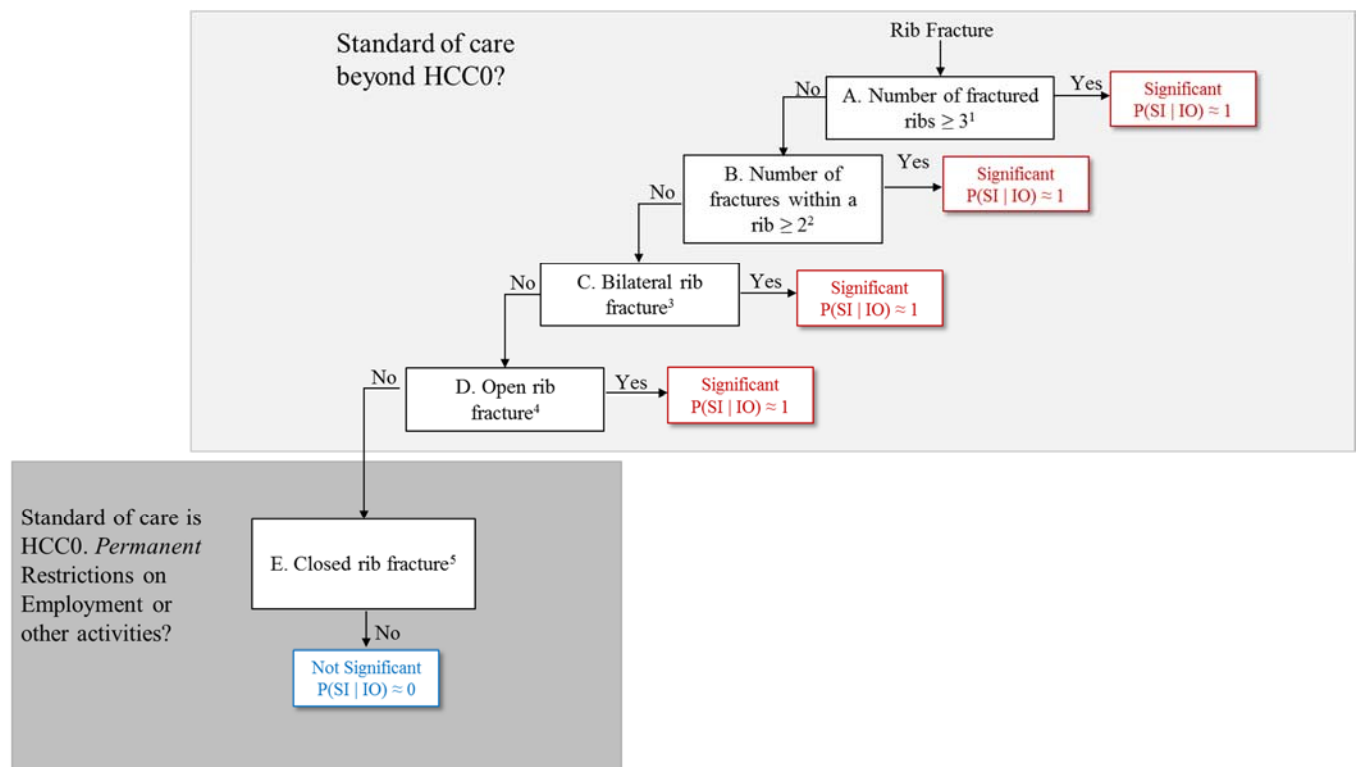 Standard of care
beyond HCC0?
Rib Fracture
No
A. Number of fractured
ribs ≥ 3¹
Yes
Significant
P(SI | IO) ≈ 1
No
B. Number of
fractures within a
rib ≥ 2²
Yes
Significant
P(SI | IO) ≈ 1
No
C. Bilateral rib
fracture³
Yes
Significant
P(SI | IO) ≈ 1
No
D. Open rib
fracture⁴
Yes
Significant
P(SI | IO) ≈ 1
Standard of care is
HCC0. Permanent
Restrictions on
Employment or
other activities?
E. Closed rib fracture⁵
No
Not Significant
P(SI | IO) ≈ 0